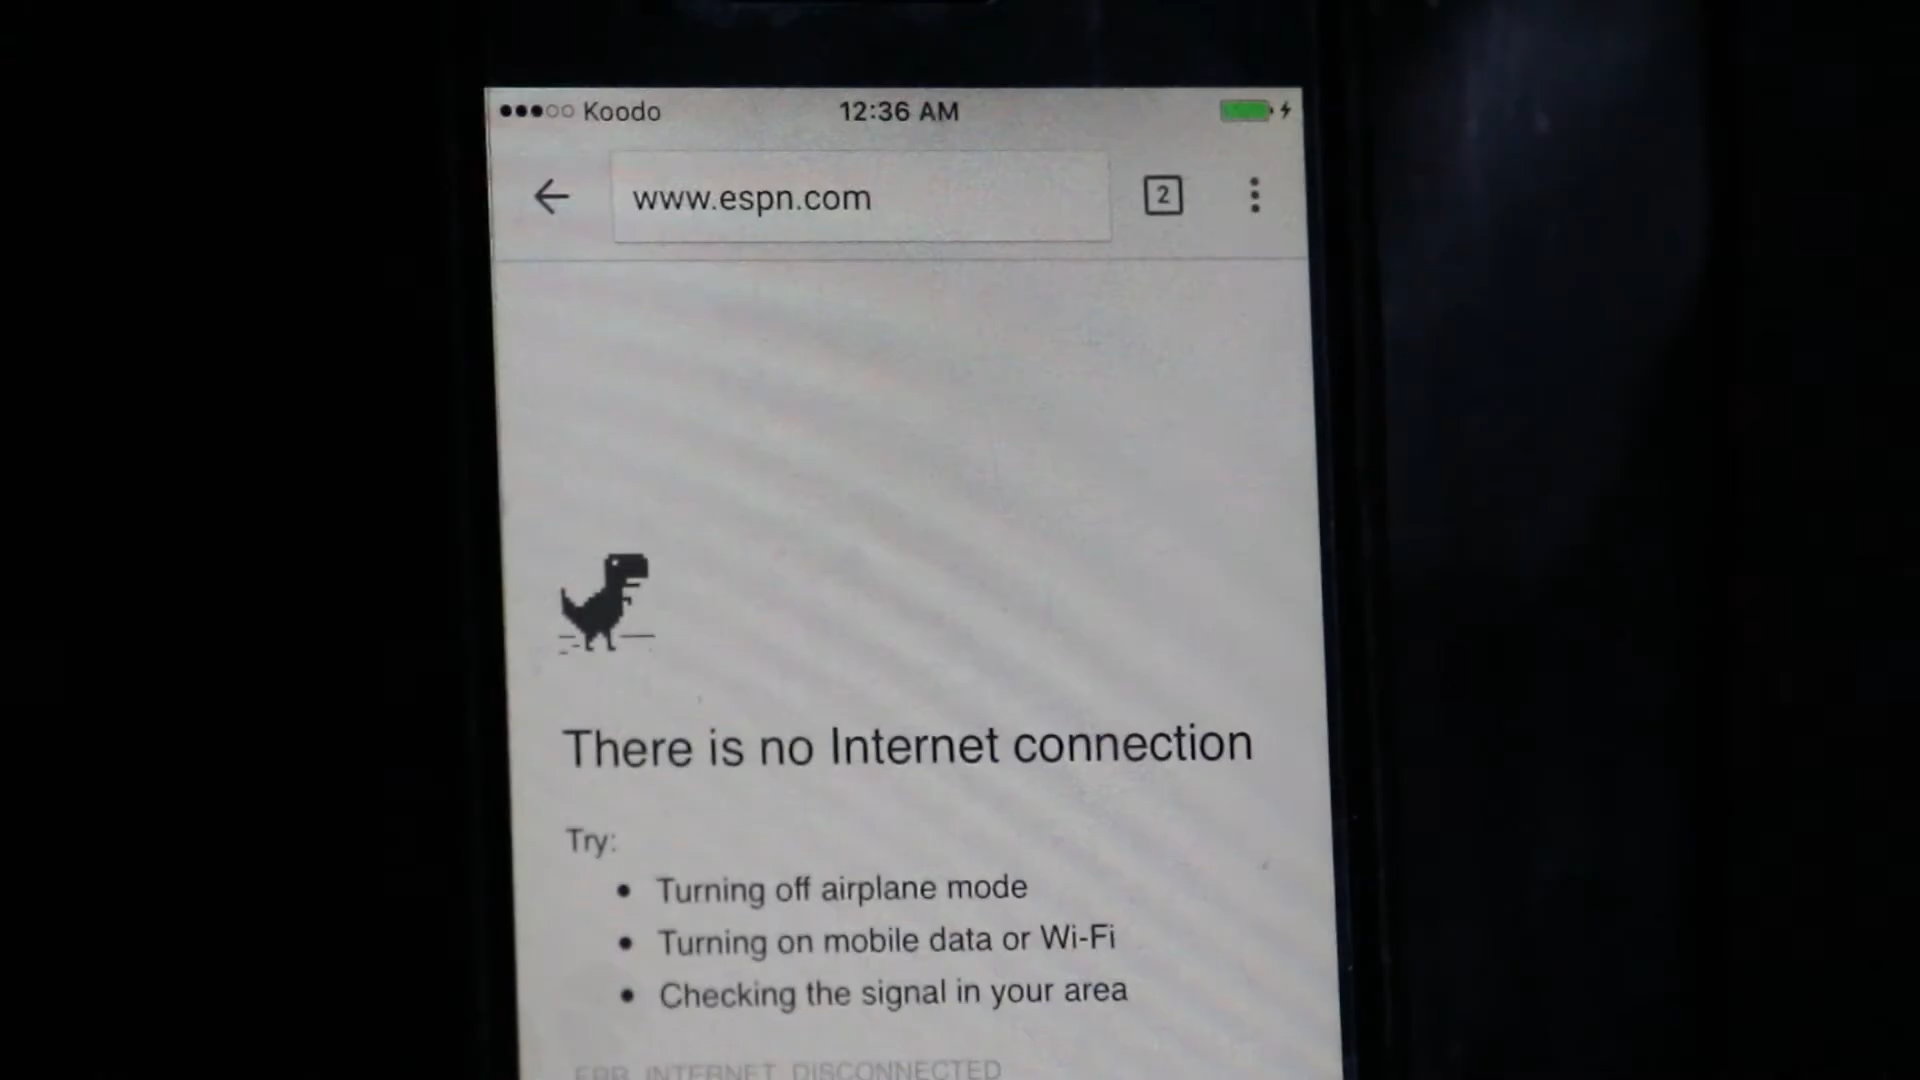 Koodo 12:36 AM
www.espn.com 2
There is no Internet connection
Try:
• Turning off airplane mode
• Turning on mobile data or Wi-Fi
• Checking the signal in your area
ERR_INTERNET_DISCONNECTED